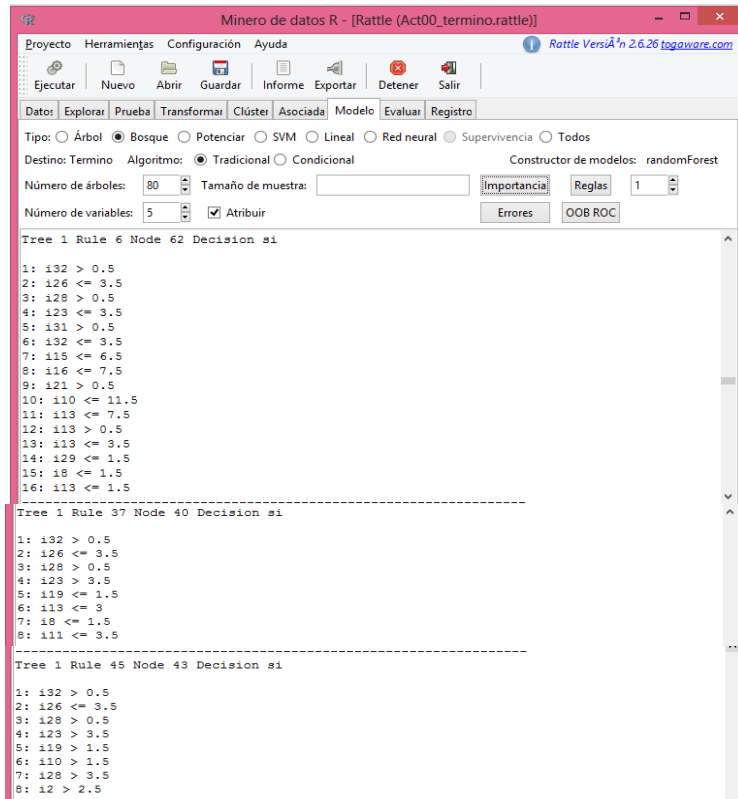 Minero de datos R - [Rattle (Act00_termino.rattle)]
Proyecto Herramientas Configuración Ayuda Rattle VersiÃ³n 2.6.26 togaware.com
Ejecutar Nuevo Abrir Guardar Informe Exportar Detener Salir
Datos Explorar Prueba Transformar Clúster Asociada Modelo Evaluar Registro
Tipo: Árbol Bosque Potenciar SVM Lineal Red neural Supervivencia Todos
Destino: Termino Algoritmo: Tradicional Condicional Constructor de modelos: randomForest
Número de árboles: 80 Tamaño de muestra: Importancia Reglas 1
Número de variables: 5 Atribuir Errores OOB ROC
Tree 1 Rule 6 Node 62 Decision si
1: i32 > 0.5
2: i26 <= 3.5
3: i28 > 0.5
4: i23 <= 3.5
5: i31 > 0.5
6: i32 <= 3.5
7: i15 <= 6.5
8: i16 <= 7.5
9: i21 > 0.5
10: i10 <= 11.5
11: i13 <= 7.5
12: i13 > 0.5
13: i13 <= 3.5
14: i29 <= 1.5
15: i8 <= 1.5
16: i13 <= 1.5
-----------------------------------------------------------------
Tree 1 Rule 37 Node 40 Decision si
1: i32 > 0.5
2: i26 <= 3.5
3: i28 > 0.5
4: i23 > 3.5
5: i19 <= 1.5
6: i13 <= 3
7: i8 <= 1.5
8: i11 <= 3.5
-----------------------------------------------------------------
Tree 1 Rule 45 Node 43 Decision si
1: i32 > 0.5
2: i26 <= 3.5
3: i28 > 0.5
4: i23 > 3.5
5: i19 > 1.5
6: i10 > 1.5
7: i28 > 3.5
8: i2 > 2.5